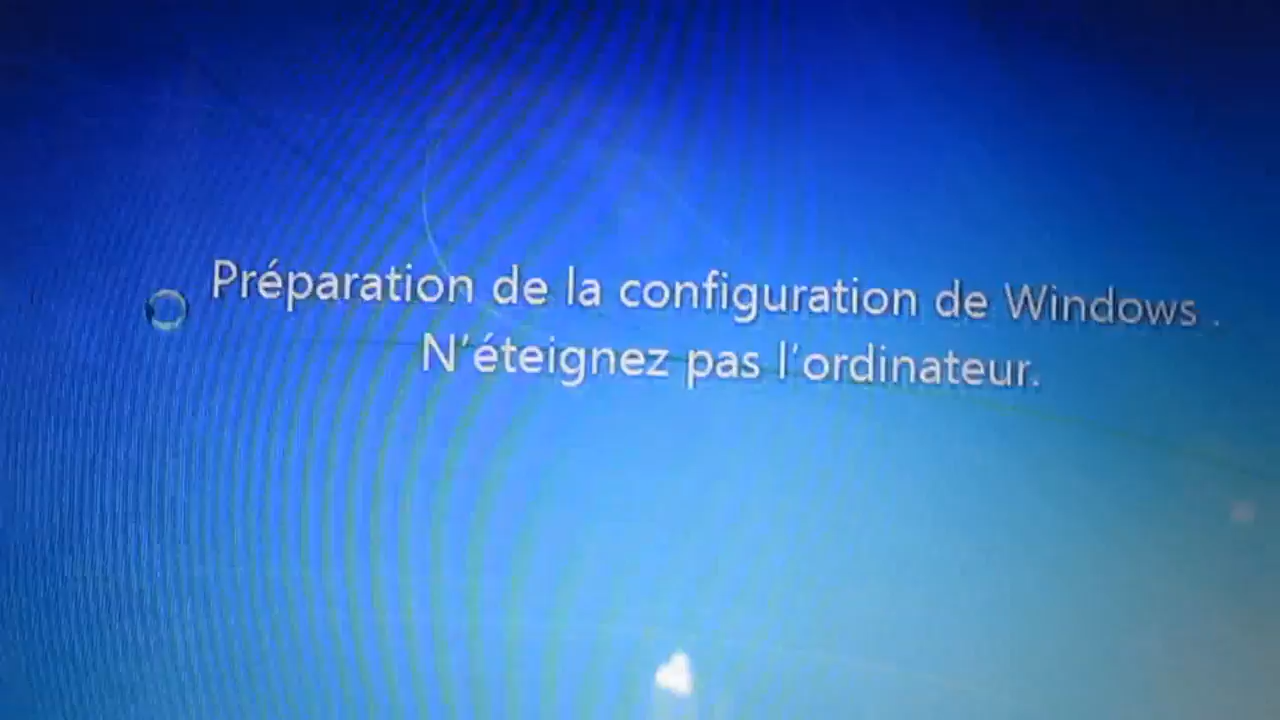 Préparation de la configuration de Windows .
N'éteignez pas l'ordinateur.